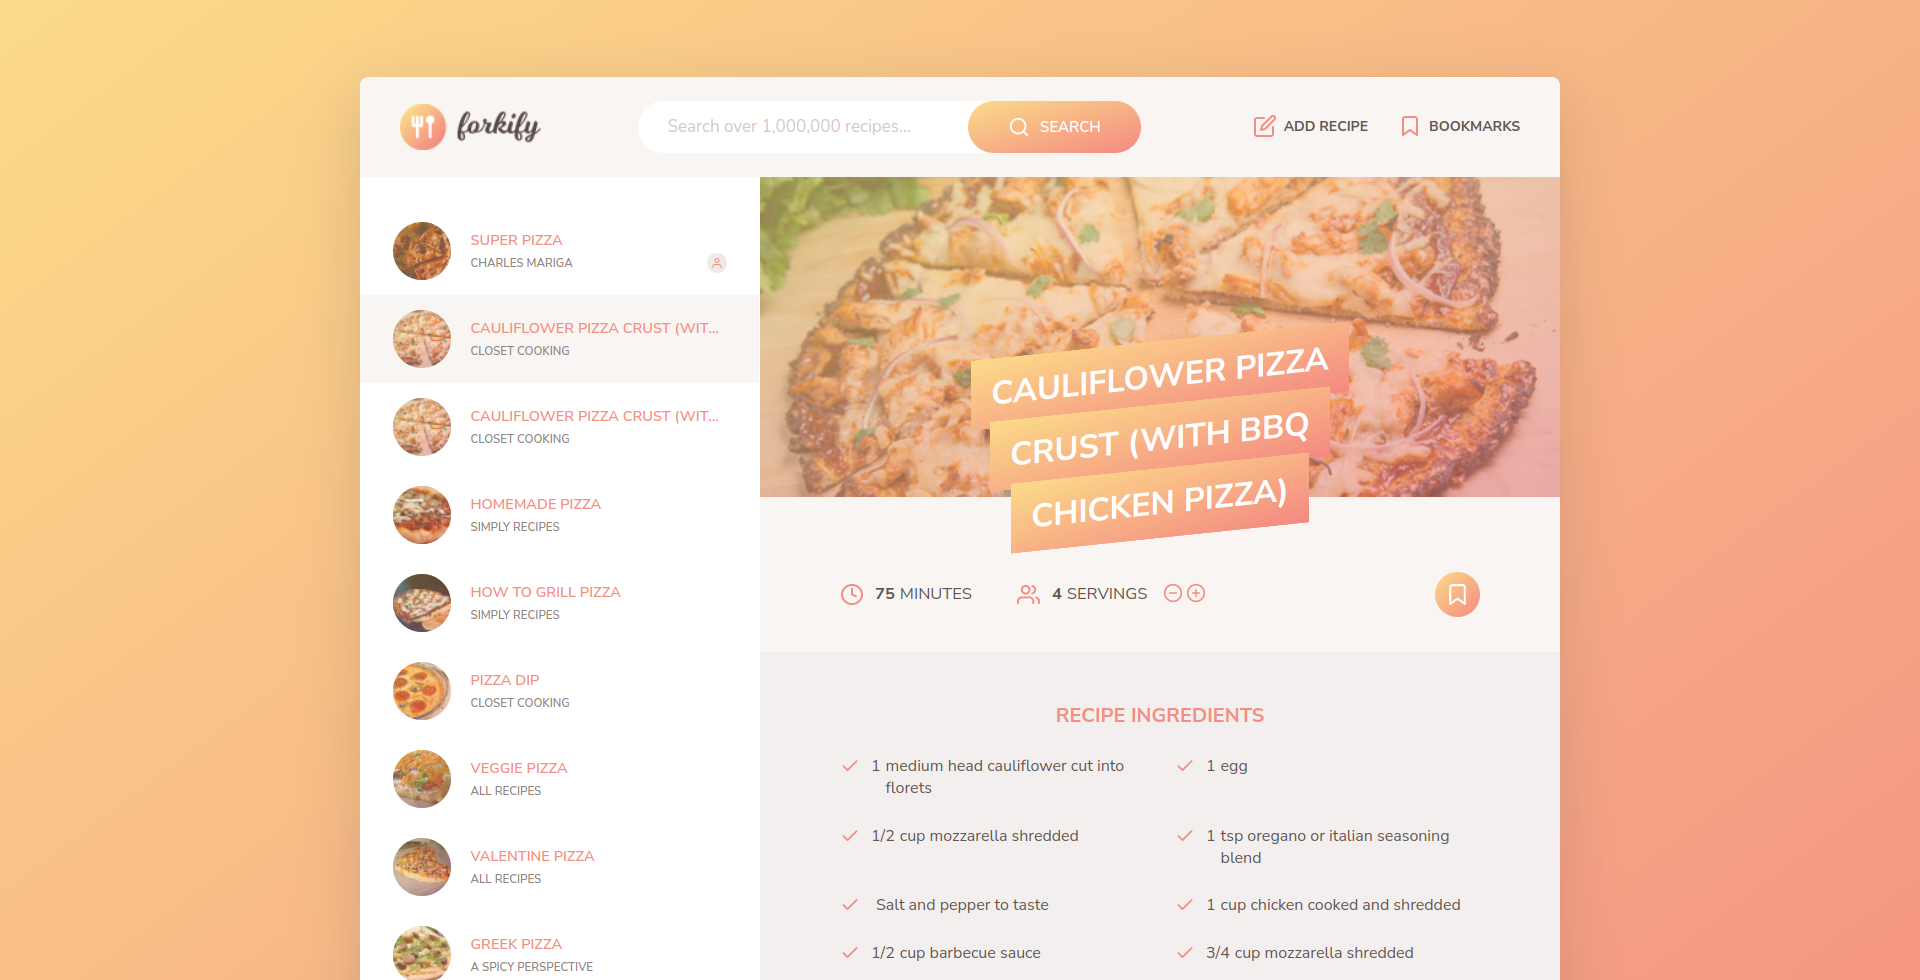 forkify
Search over 1,000,000 recipes...
SEARCH
ADD RECIPE
BOOKMARKS
SUPER PIZZA
CHARLES MARIGA
CAULIFLOWER PIZZA CRUST (WIT...
CLOSET COOKING
CAULIFLOWER PIZZA CRUST (WIT...
CLOSET COOKING
HOMEMADE PIZZA
SIMPLY RECIPES
HOW TO GRILL PIZZA
SIMPLY RECIPES
PIZZA DIP
CLOSET COOKING
VEGGIE PIZZA
ALL RECIPES
VALENTINE PIZZA
ALL RECIPES
GREEK PIZZA
A SPICY PERSPECTIVE
CAULIFLOWER PIZZA
CRUST (WITH BBQ
CHICKEN PIZZA)
75 MINUTES
4 SERVINGS
RECIPE INGREDIENTS
1 medium head cauliflower cut into
florets
1 egg
1/2 cup mozzarella shredded
1 tsp oregano or italian seasoning
blend
Salt and pepper to taste
1 cup chicken cooked and shredded
1/2 cup barbecue sauce
3/4 cup mozzarella shredded